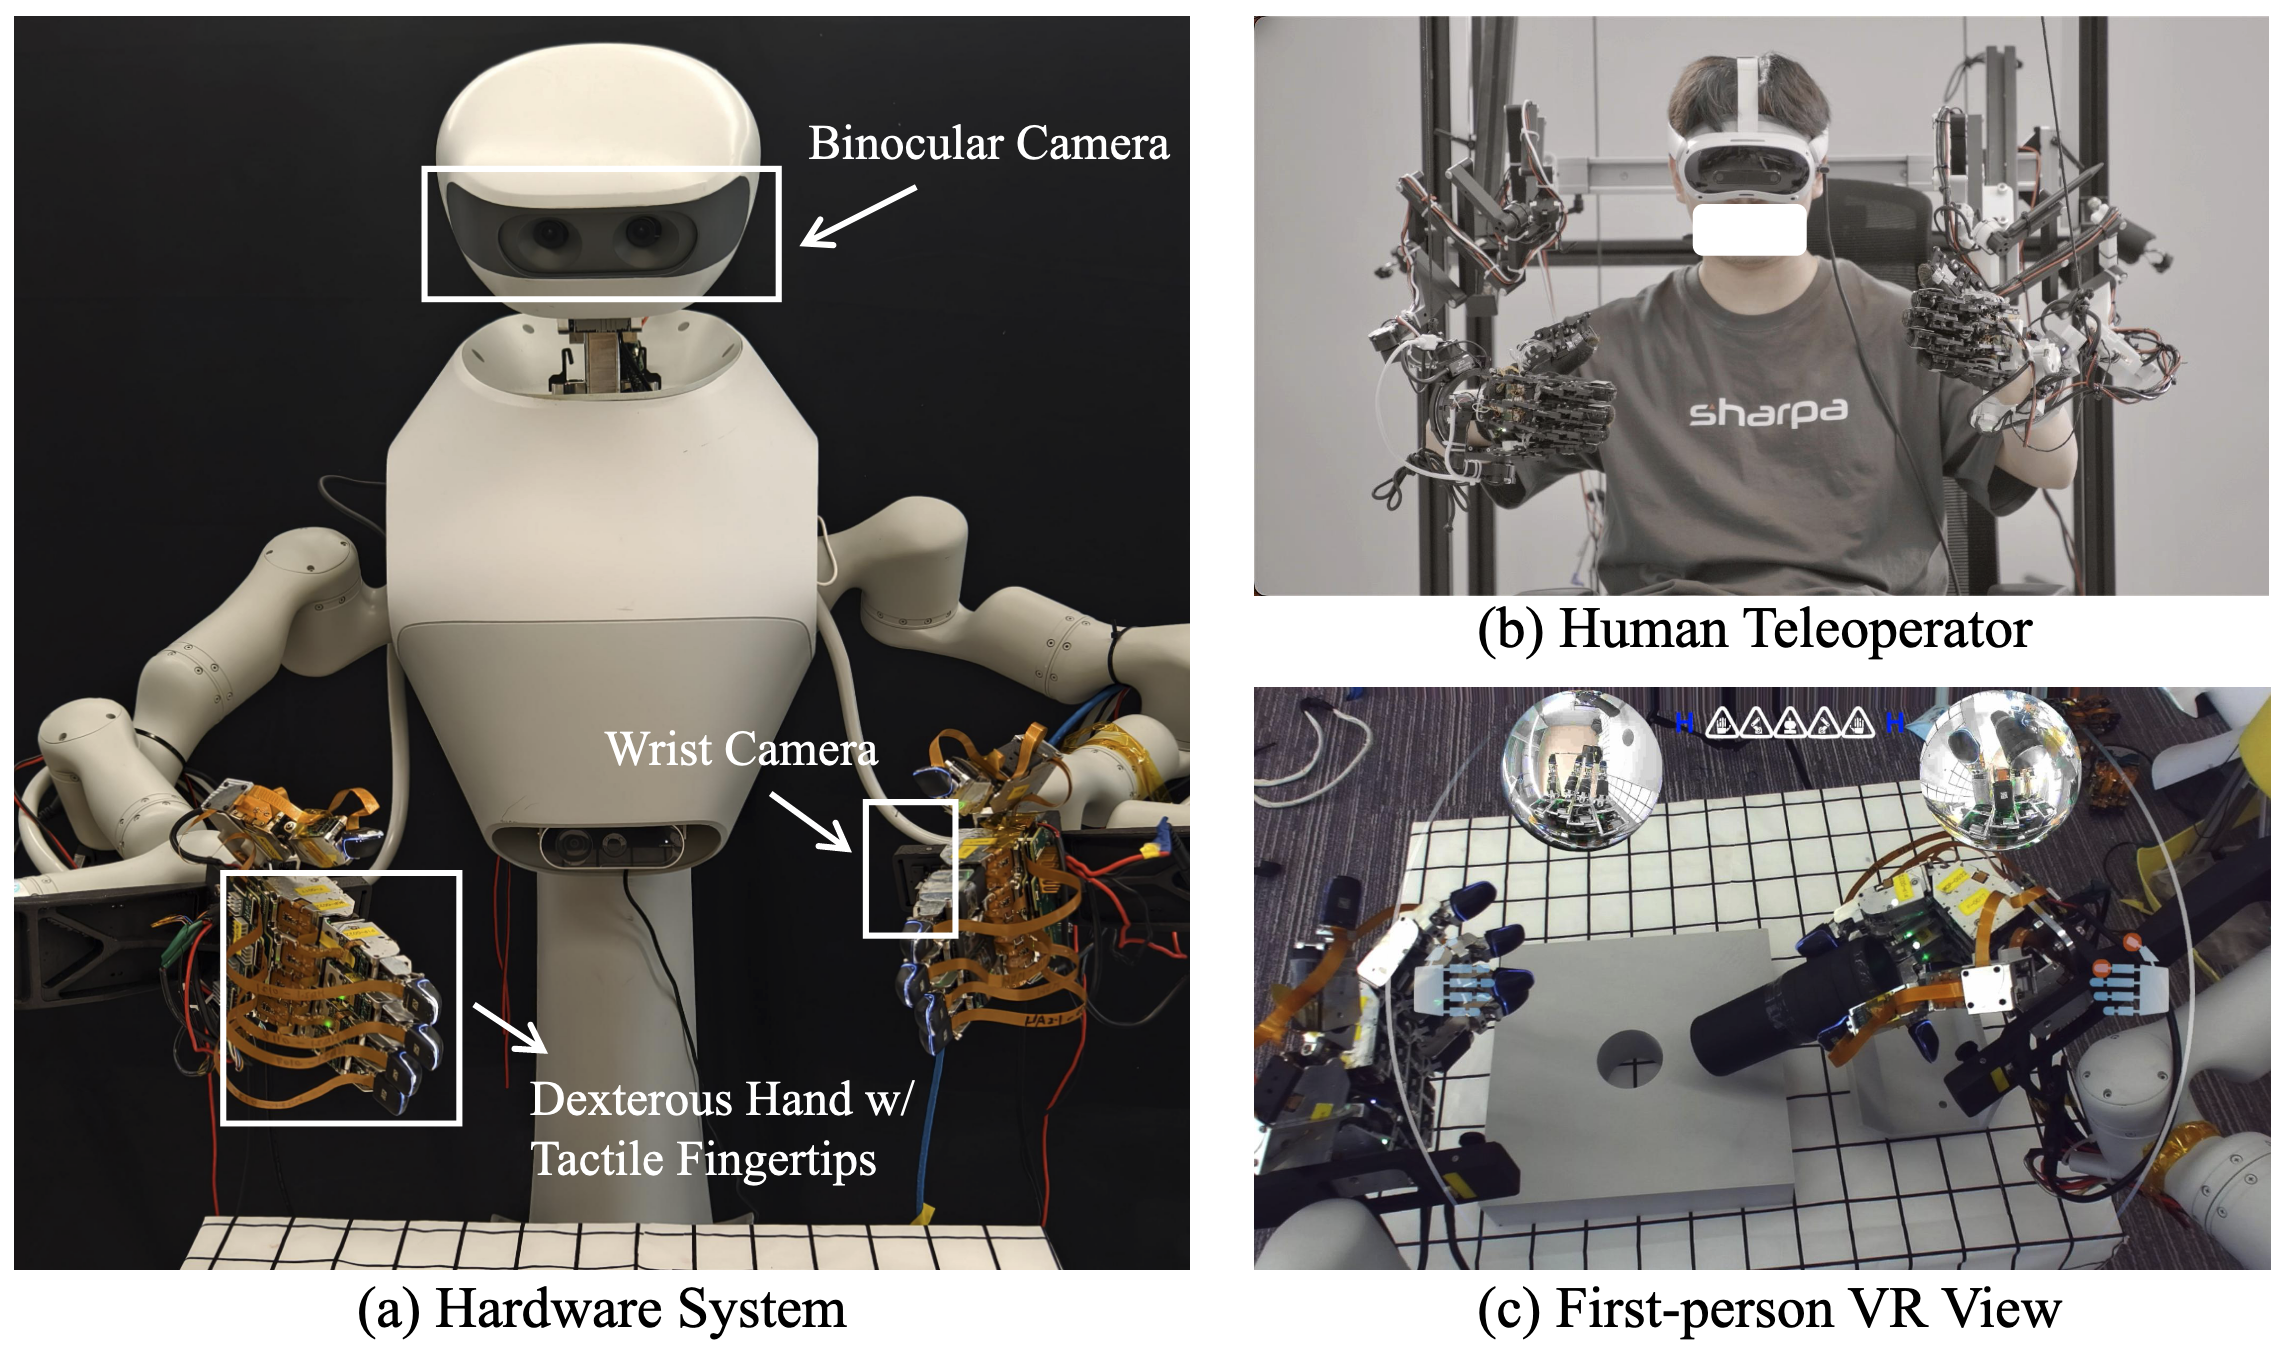 Binocular Camera
Wrist Camera
Dexterous Hand w/
Tactile Fingertips
(a) Hardware System
sharpa
(b) Human Teleoperator
H
H
(c) First-person VR View